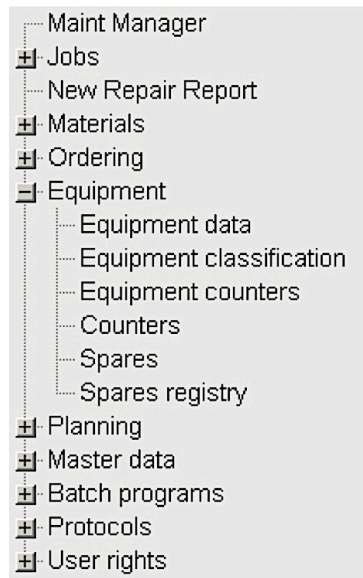 Maint Manager
Jobs
New Repair Report
Materials
Ordering
Equipment
Equipment data
Equipment classification
Equipment counters
Counters
Spares
Spares registry
Planning
Master data
Batch programs
Protocols
User rights